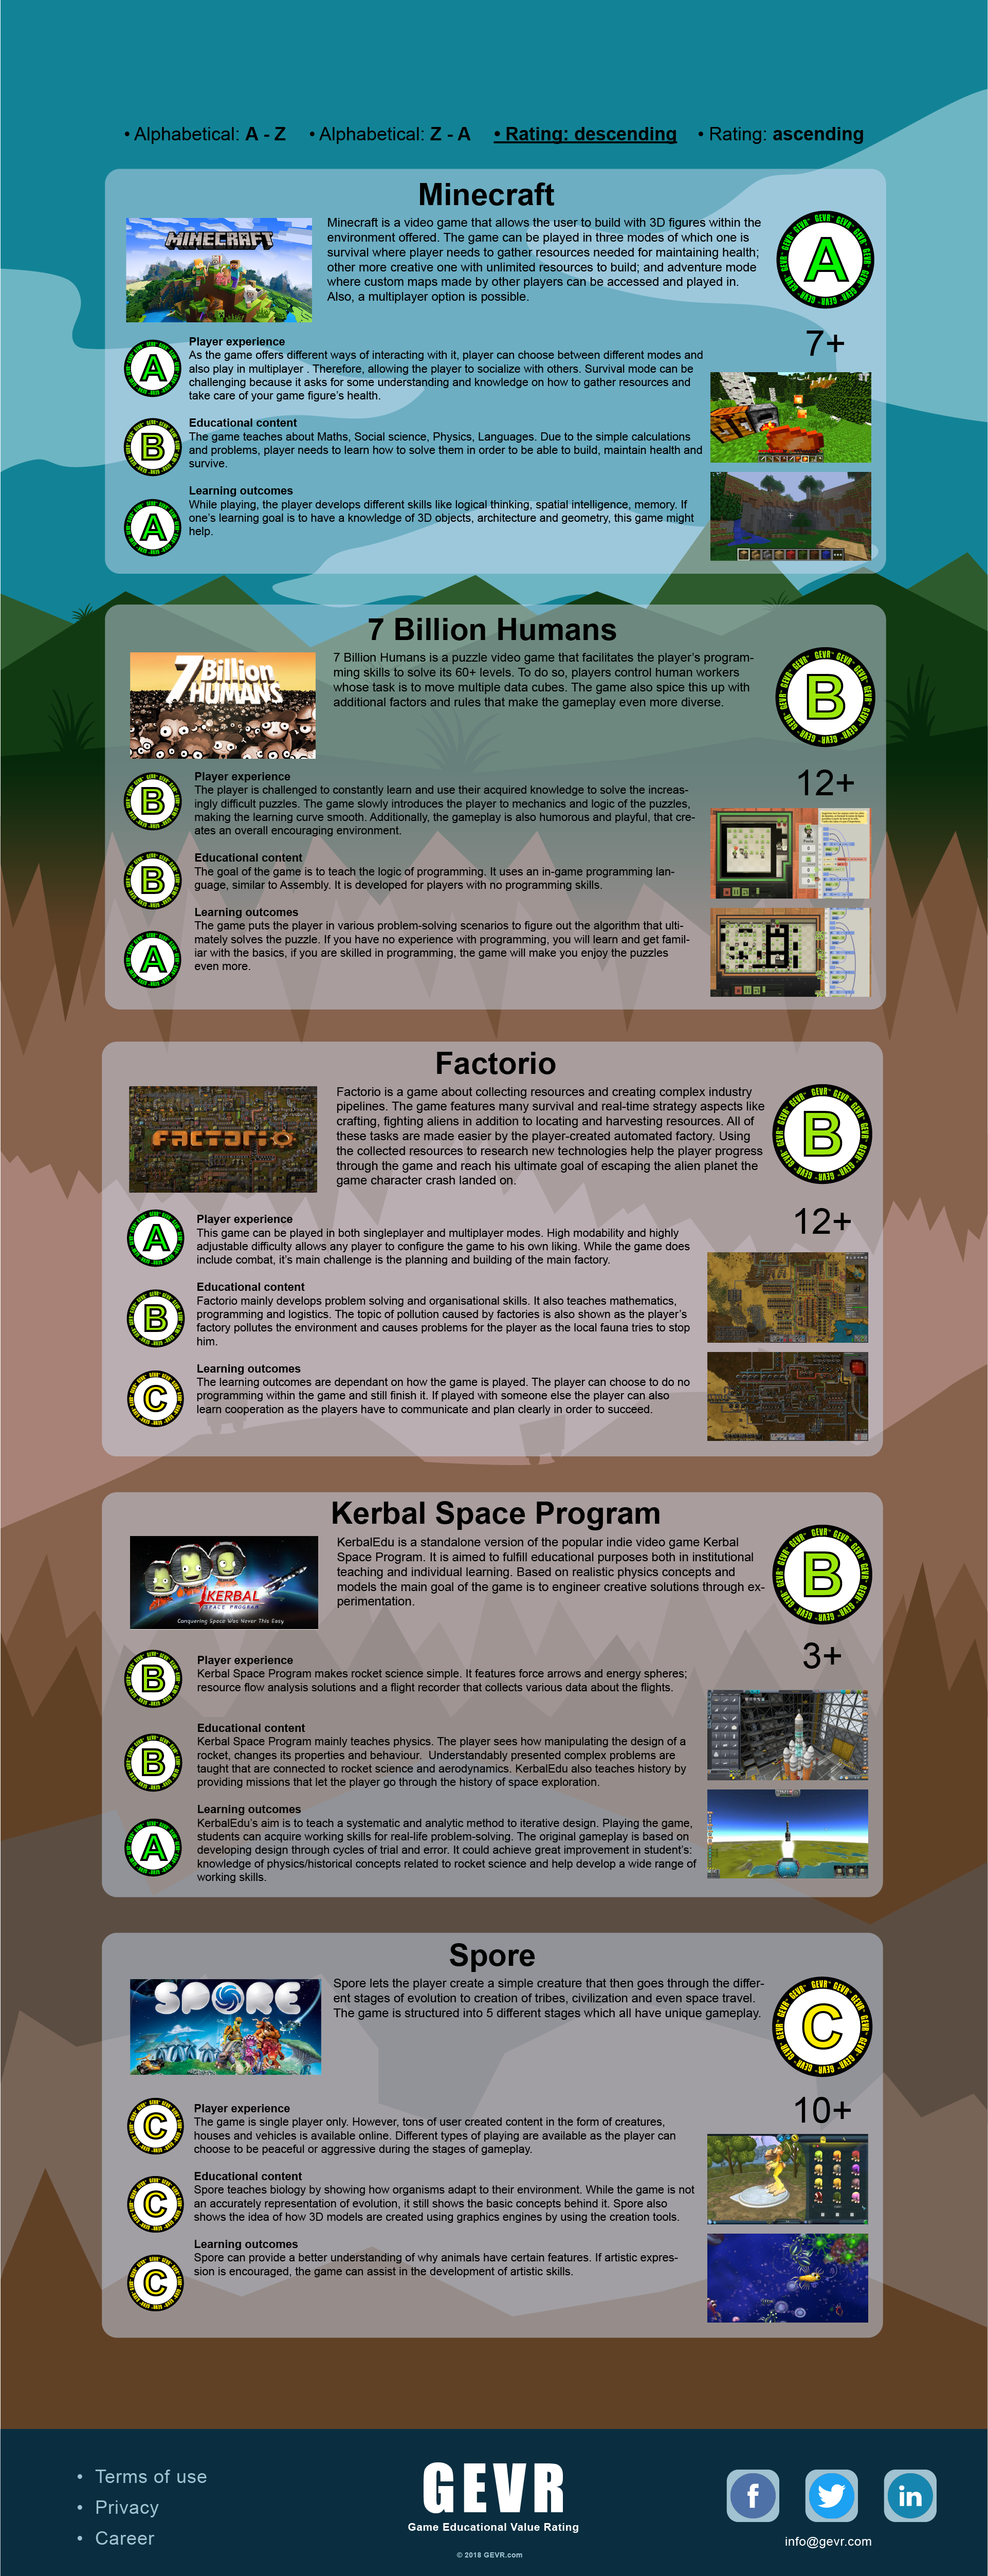 • Alphabetical: A - Z • Alphabetical: Z - A • Rating: descending • Rating: ascending
Minecraft
MINECRAFT
Minecraft is a video game that allows the user to build with 3D figures within the
environment offered. The game can be played in three modes of which one is
survival where player needs to gather resources needed for maintaining health;
other more creative one with unlimited resources to build; and adventure mode
where custom maps made by other players can be accessed and played in.
Also, a multiplayer option is possible.
A
7+
A
Player experience
As the game offers different ways of interacting with it, player can choose between different modes and
also play in multiplayer . Therefore, allowing the player to socialize with others. Survival mode can be
challenging because it asks for some understanding and knowledge on how to gather resources and
take care of your game figure's health.
B
Educational content
The game teaches about Maths, Social science, Physics, Languages. Due to the simple calculations
and problems, player needs to learn how to solve them in order to be able to build, maintain health and
survive.
A
Learning outcomes
While playing, the player develops different skills like logical thinking, spatial intelligence, memory. If
one's learning goal is to have a knowledge of 3D objects, architecture and geometry, this game might
help.
7 Billion Humans
7 Billion
HUMANS
7 Billion Humans is a puzzle video game that facilitates the player's program-
ming skills to solve its 60+ levels. To do so, players control human workers
whose task is to move multiple data cubes. The game also spice this up with
additional factors and rules that make the gameplay even more diverse.
B
12+
B
Player experience
The player is challenged to constantly learn and use their acquired knowledge to solve the increas-
ingly difficult puzzles. The game slowly introduces the player to mechanics and logic of the puzzles,
making the learning curve smooth. Additionally, the gameplay is also humorous and playful, that cre-
ates an overall encouraging environment.
B
Educational content
The goal of the game is to teach the logic of programming. It uses an in-game programming lan-
guage, similar to Assembly. It is developed for players with no programming skills.
A
Learning outcomes
The game puts the player in various problem-solving scenarios to figure out the algorithm that ulti-
mately solves the puzzle. If you have no experience with programming, you will learn and get famil-
iar with the basics, if you are skilled in programming, the game will make you enjoy the puzzles
even more.
Factorio
FACTORIO
Factorio is a game about collecting resources and creating complex industry
pipelines. The game features many survival and real-time strategy aspects like
crafting, fighting aliens in addition to locating and harvesting resources. All of
these tasks are made easier by the player-created automated factory. Using
the collected resources to research new technologies help the player progress
through the game and reach his ultimate goal of escaping the alien planet the
game character crash landed on.
B
12+
A
Player experience
This game can be played in both singleplayer and multiplayer modes. High modability and highly
adjustable difficulty allows any player to configure the game to his own liking. While the game does
include combat, it's main challenge is the planning and building of the main factory.
B
Educational content
Factorio mainly develops problem solving and organisational skills. It also teaches mathematics,
programming and logistics. The topic of pollution caused by factories is also shown as the player's
factory pollutes the environment and causes problems for the player as the local fauna tries to stop
him.
C
Learning outcomes
The learning outcomes are dependant on how the game is played. The player can choose to do no
programming within the game and still finish it. If played with someone else the player can also
learn cooperation as the players have to communicate and plan clearly in order to succeed.
Kerbal Space Program
KERBAL
SPACE PROGRAM
Conquering Space Was Never This Easy
KerbalEdu is a standalone version of the popular indie video game Kerbal
Space Program. It is aimed to fulfill educational purposes both in institutional
teaching and individual learning. Based on realistic physics concepts and
models the main goal of the game is to engineer creative solutions through ex-
perimentation.
B
3+
B
Player experience
Kerbal Space Program makes rocket science simple. It features force arrows and energy spheres;
resource flow analysis solutions and a flight recorder that collects various data about the flights.
B
Educational content
Kerbal Space Program mainly teaches physics. The player sees how manipulating the design of a
rocket, changes its properties and behaviour. Understandably presented complex problems are
taught that are connected to rocket science and aerodynamics. KerbalEdu also teaches history by
providing missions that let the player go through the history of space exploration.
A
Learning outcomes
KerbalEdu's aim is to teach a systematic and analytic method to iterative design. Playing the game,
students can acquire working skills for real-life problem-solving. The original gameplay is based on
developing design through cycles of trial and error. It could achieve great improvement in student's:
knowledge of physics/historical concepts related to rocket science and help develop a wide range of
working skills.
Spore
SPORE
Spore lets the player create a simple creature that then goes through the differ-
ent stages of evolution to creation of tribes, civilization and even space travel.
The game is structured into 5 different stages which all have unique gameplay.
C
10+
C
Player experience
The game is single player only. However, tons of user created content in the form of creatures,
houses and vehicles is available online. Different types of playing are available as the player can
choose to be peaceful or aggressive during the stages of gameplay.
C
Educational content
Spore teaches biology by showing how organisms adapt to their environment. While the game is not
an accurately representation of evolution, it still shows the basic concepts behind it. Spore also
shows the idea of how 3D models are created using graphics engines by using the creation tools.
C
Learning outcomes
Spore can provide a better understanding of why animals have certain features. If artistic expres-
sion is encouraged, the game can assist in the development of artistic skills.
• Terms of use
• Privacy
• Career
GEVR
Game Educational Value Rating
© 2018 GEVR.com
f
in
info@gevr.com